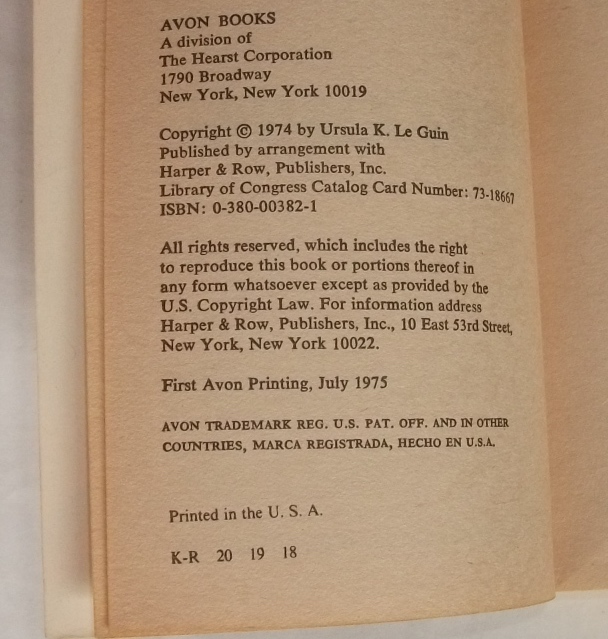 AVON BOOKS
A division of
The Hearst Corporation
1790 Broadway
New York, New York 10019
Copyright © 1974 by Ursula K. Le Guin
Published by arrangement with
Harper & Row, Publishers, Inc.
Library of Congress Catalog Card Number: 73-18667
ISBN: 0-380-00382-1
All rights reserved, which includes the right
to reproduce this book or portions thereof in
any form whatsoever except as provided by the
U.S. Copyright Law. For information address
Harper & Row, Publishers, Inc., 10 East 53rd Street,
New York, New York 10022.
First Avon Printing, July 1975
AVON TRADEMARK REG. U.S. PAT. OFF. AND IN OTHER
COUNTRIES, MARCA REGISTRADA, HECHO EN U.S.A.
Printed in the U. S. A.
K-R 20 19 18